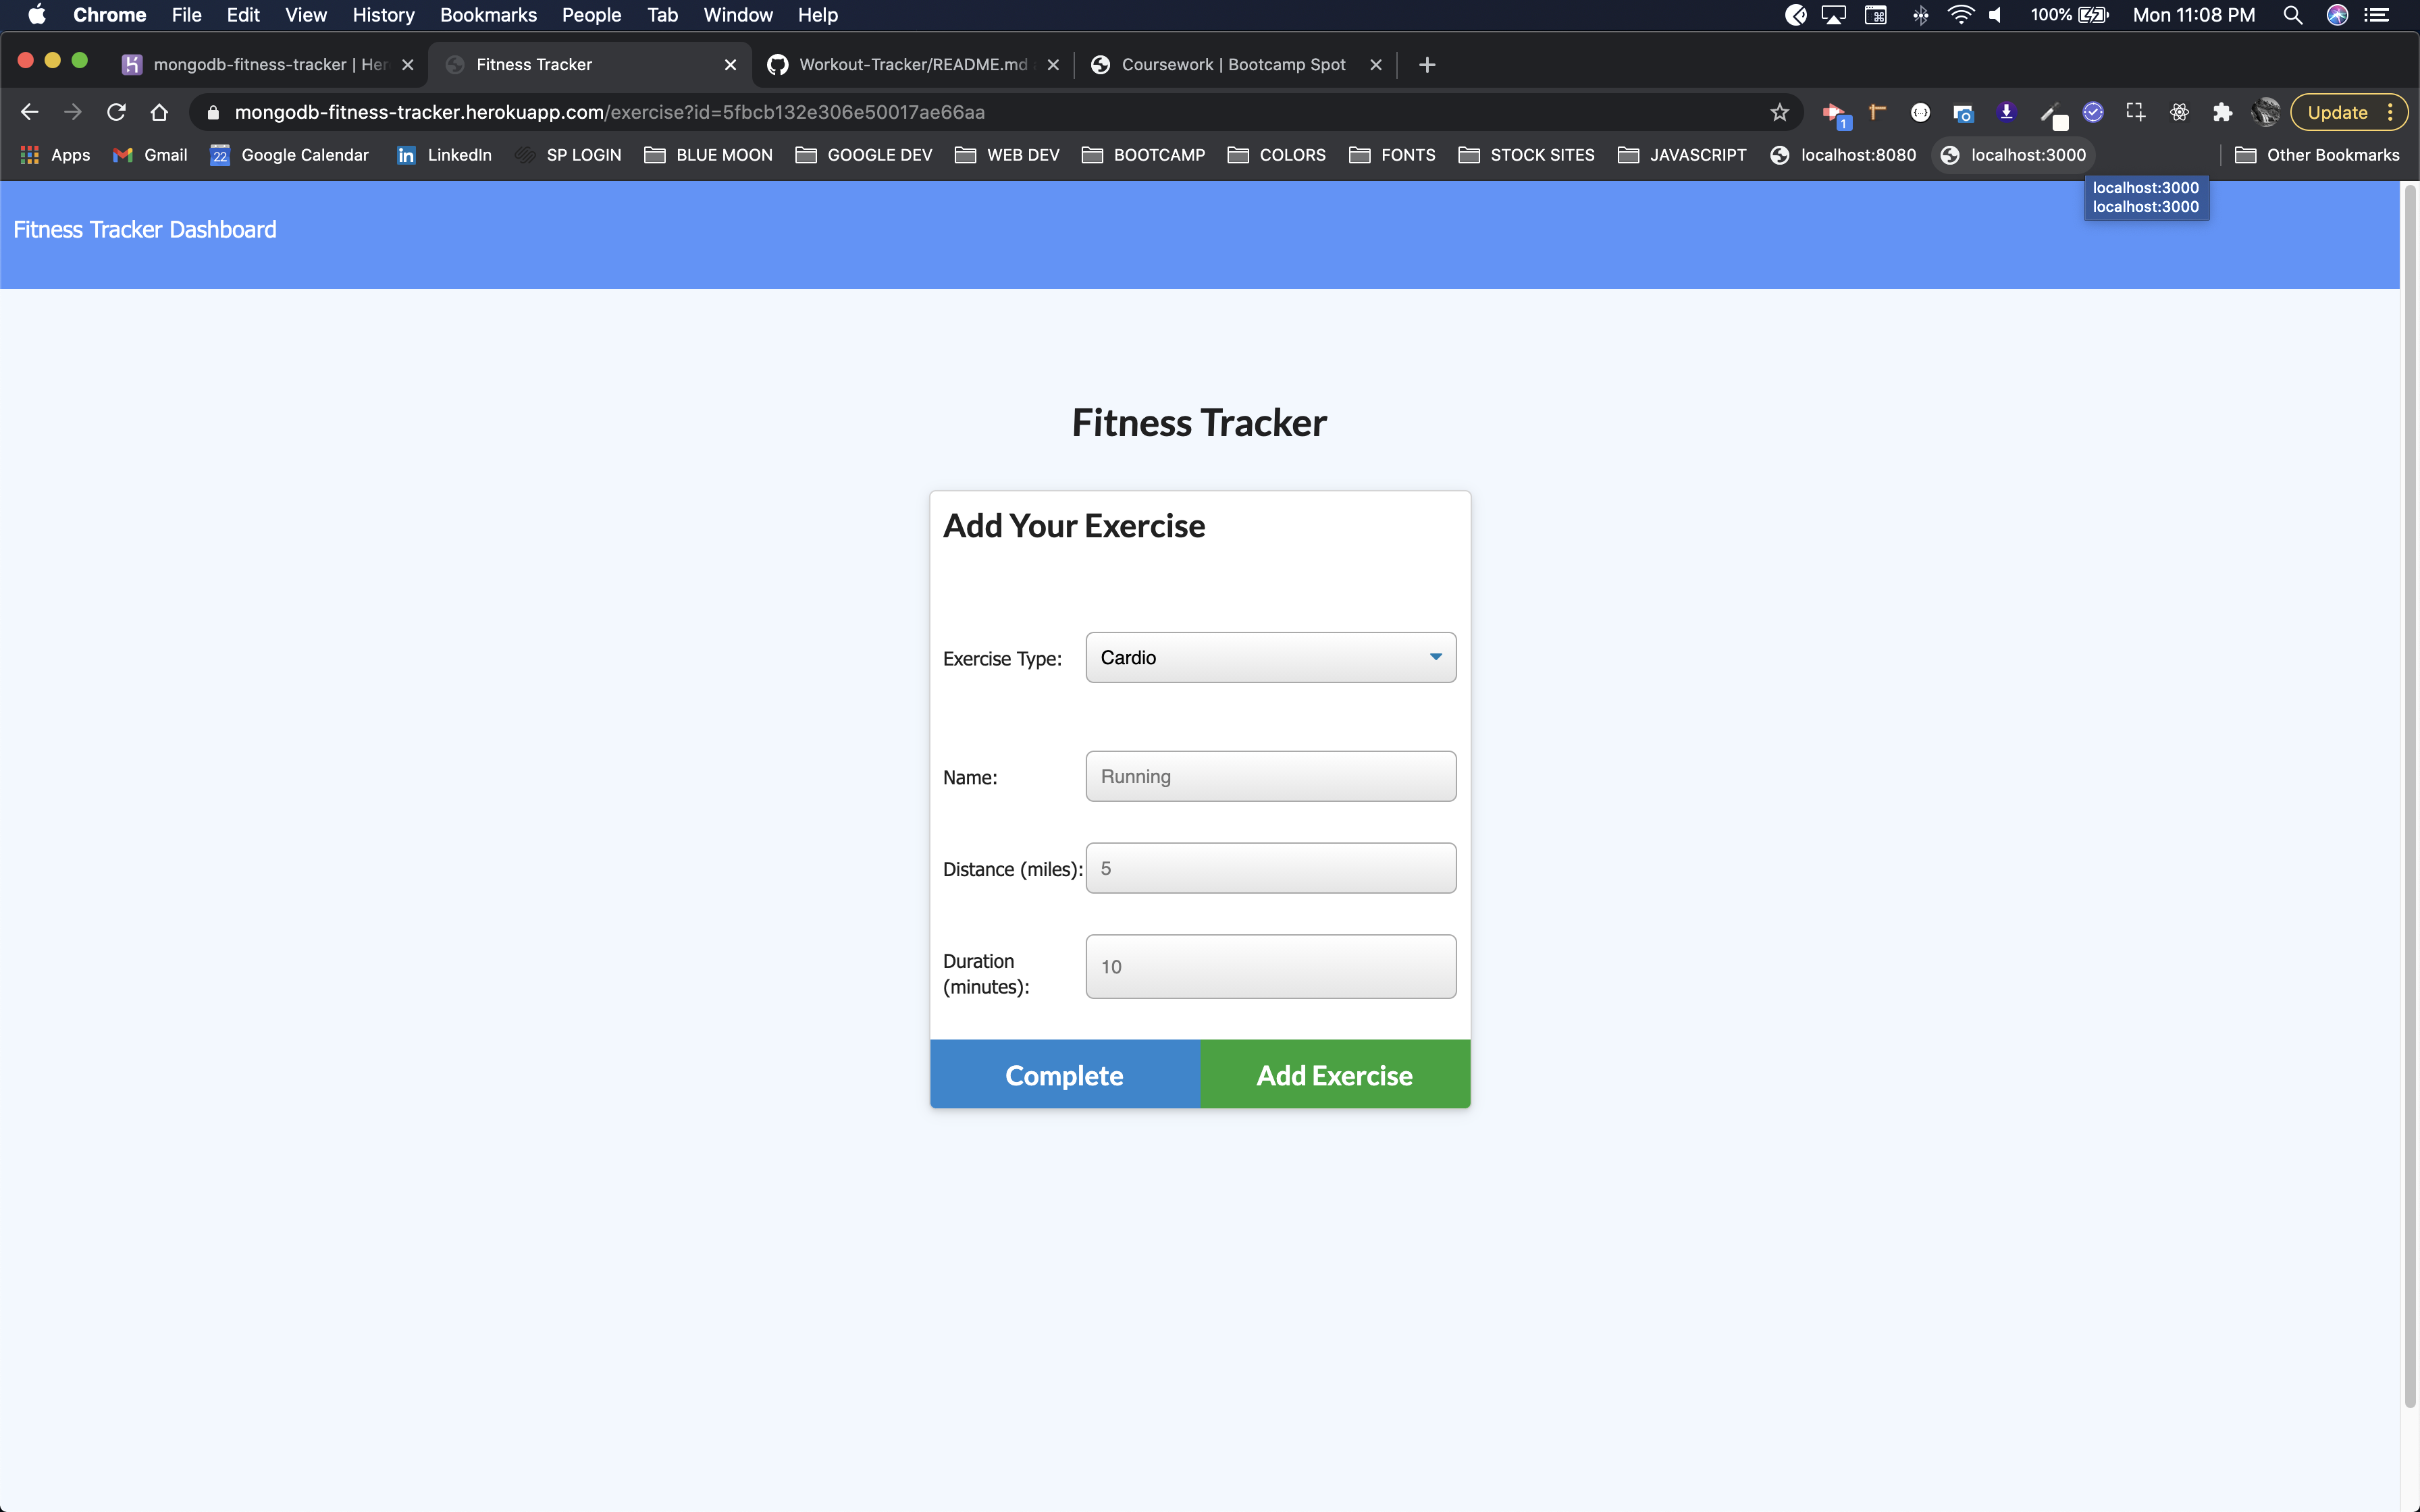 Chrome File Edit View History Bookmarks People Tab Window Help 100% Mon 11:08 PM
mongodb-fitness-tracker | Her Fitness Tracker Workout-Tracker/README.md Coursework | Bootcamp Spot
mongodb-fitness-tracker.herokuapp.com/exercise?id=5fbcb132e306e50017ae66aa 1 Update
Apps Gmail 22 Google Calendar in LinkedIn SP LOGIN BLUE MOON GOOGLE DEV WEB DEV BOOTCAMP COLORS FONTS STOCK SITES JAVASCRIPT localhost:8080 localhost:3000 Other Bookmarks
localhost:3000
localhost:3000
Fitness Tracker Dashboard
Fitness Tracker
Add Your Exercise
Exercise Type: Cardio
Name: Running
Distance (miles): 5
Duration
(minutes): 10
Complete Add Exercise